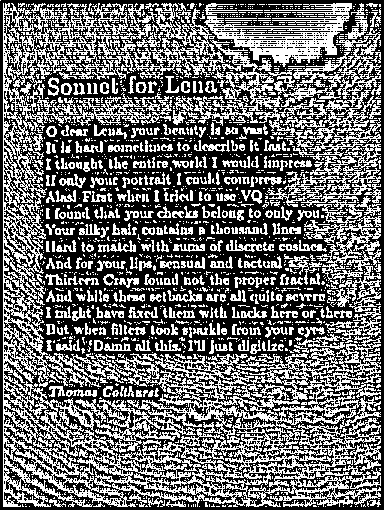 Sonnet for Lena
O dear Lena, your beauty is so vast
It is hard sometimes to describe it fast.
I thought the entire world I would impress
If only your portrait I could compress.
Alas! First when I tried to use VQ
I found that your cheeks belong to only you.
Your silky hair contains a thousand lines
Hard to match with sums of discrete cosines.
And for your lips, sensual and tactual
Thirteen Crays found not the proper fractal.
And while these setbacks are all quite severe
I might have fixed them with hacks here or there
But when filters took sparkle from your eyes
I said, 'Damn all this. I'll just digitize.'
Thomas Colthurst